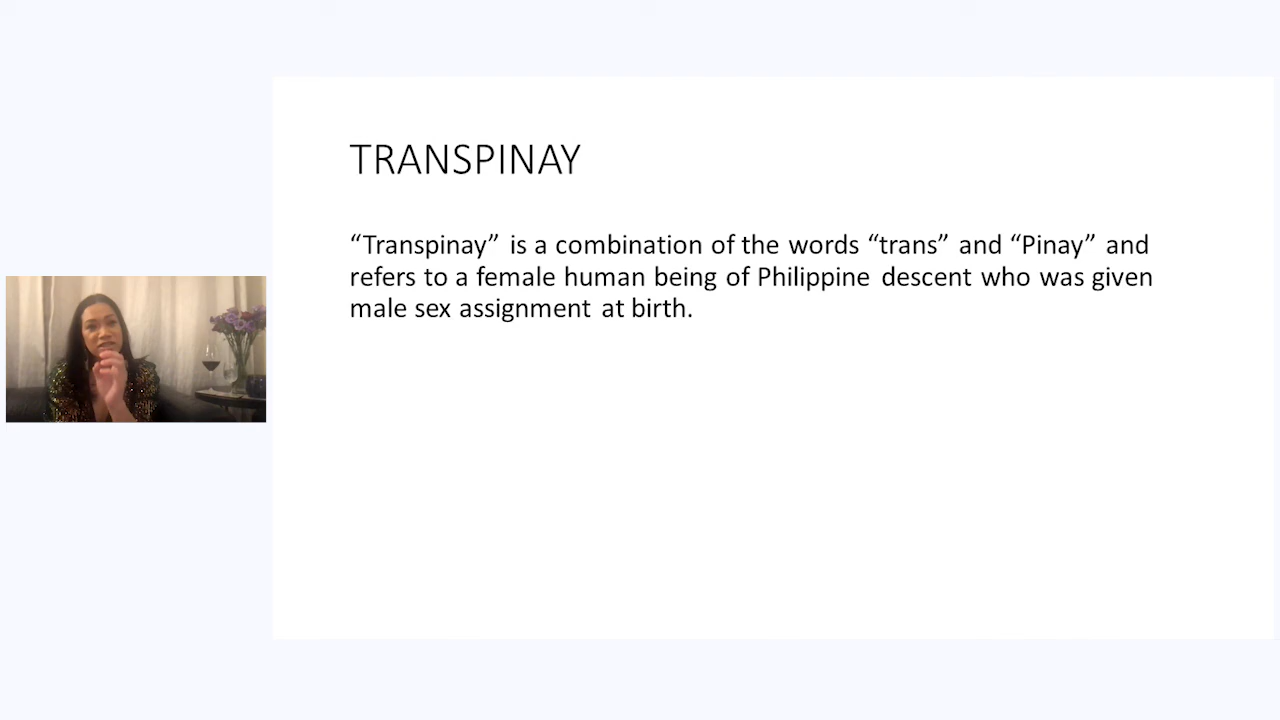 TRANSPINAY
“Transpinay” is a combination of the words “trans” and “Pinay” and
refers to a female human being of Philippine descent who was given
male sex assignment at birth.